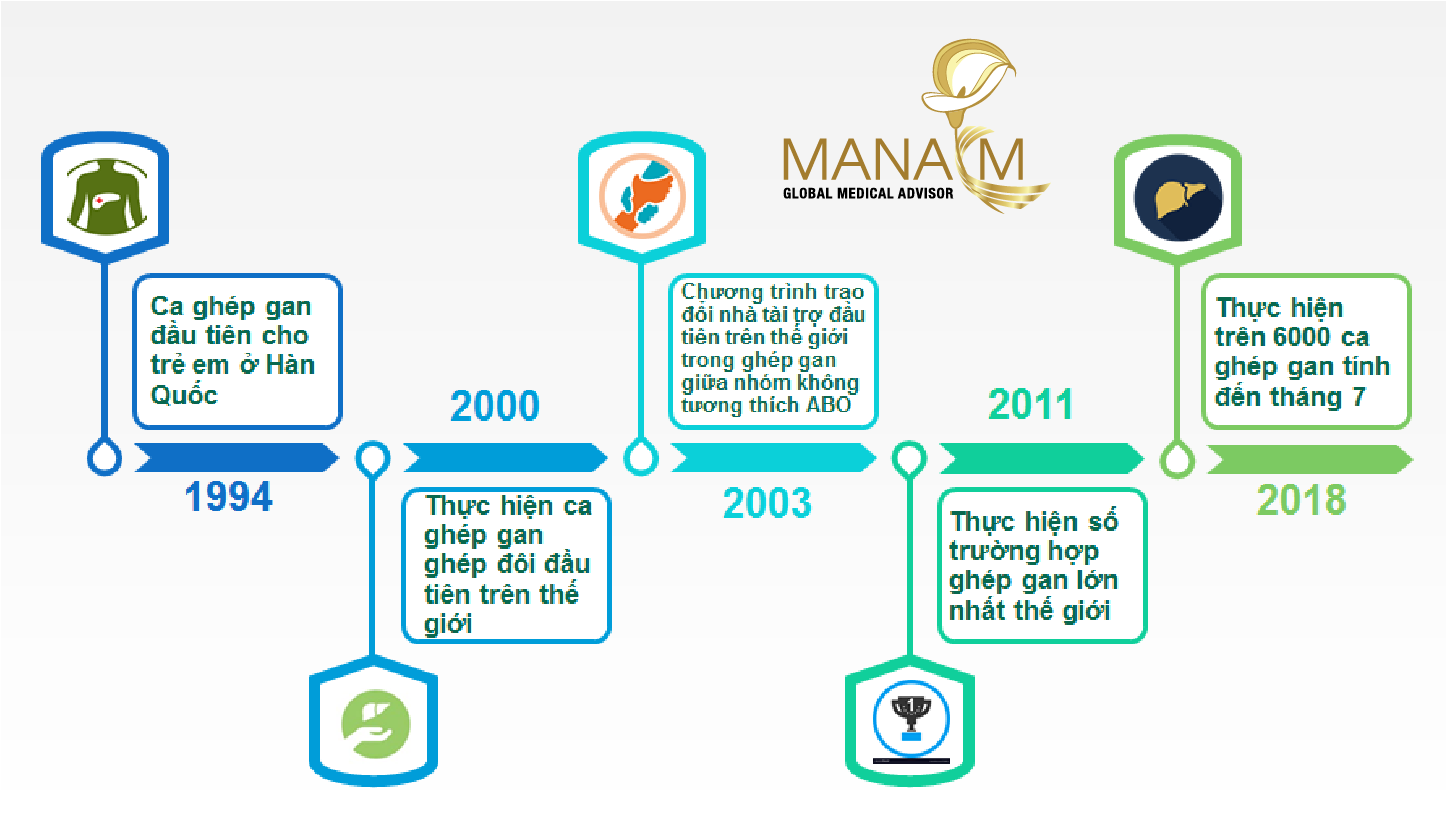 MANA M
GLOBAL MEDICAL ADVISOR
Ca ghép gan
đầu tiên cho
trẻ em ở Hàn
Quốc
1994
2000
Thực hiện ca
ghép gan
ghép đôi đầu
tiên trên thế
giới
Chương trình trao
đổi nhà tài trợ đầu
tiên trên thế giới
trong ghép gan
giữa nhóm không
tương thích ABO
2003
2011
Thực hiện số
trường hợp
ghép gan lớn
nhất thế giới
1
Thực hiện
trên 6000 ca
ghép gan tính
đến tháng 7
2018